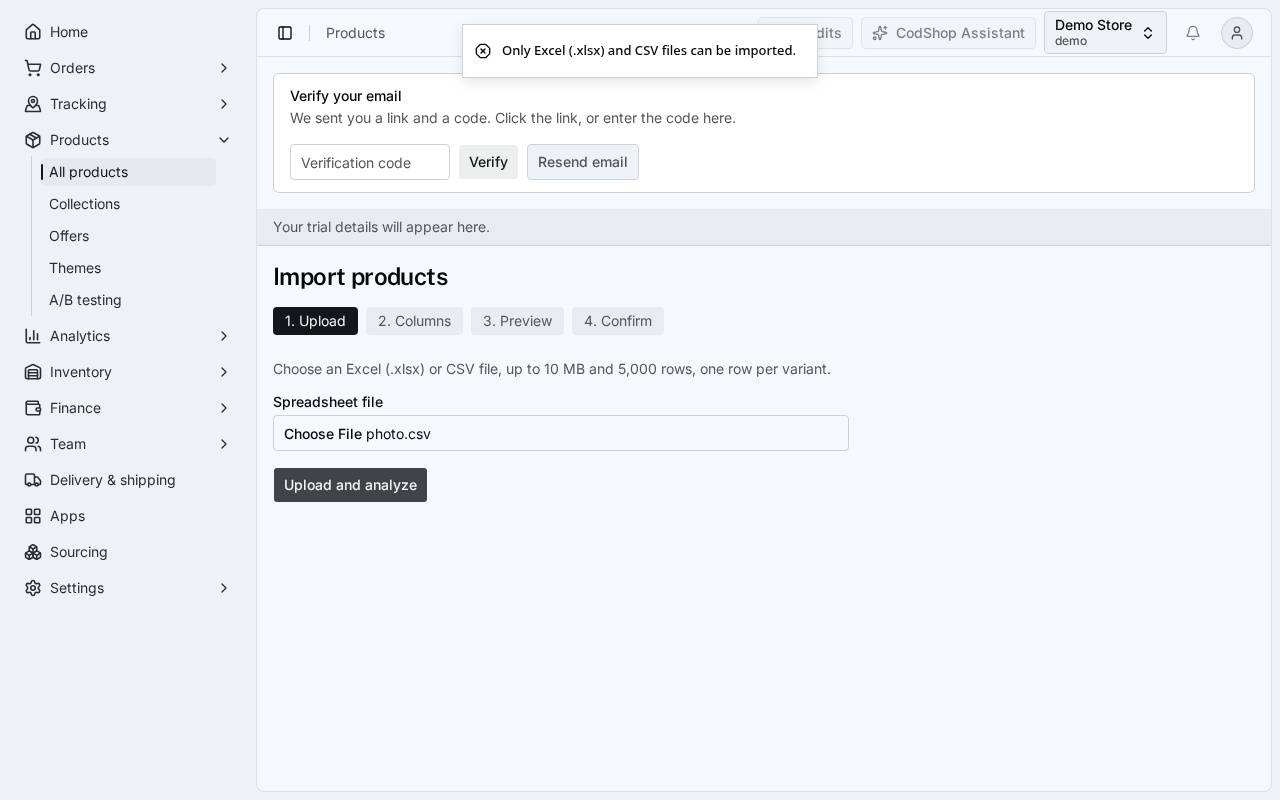 Home
Orders
Tracking
Products
All products
Collections
Offers
Themes
A/B testing
Analytics
Inventory
Finance
Team
Delivery & shipping
Apps
Sourcing
Settings
Products
Only Excel (.xlsx) and CSV files can be imported.
CodShop Assistant
Demo Store
demo
Verify your email
We sent you a link and a code. Click the link, or enter the code here.
Verification code
Verify
Resend email
Your trial details will appear here.
Import products
1. Upload
2. Columns
3. Preview
4. Confirm
Choose an Excel (.xlsx) or CSV file, up to 10 MB and 5,000 rows, one row per variant.
Spreadsheet file
Choose File photo.csv
Upload and analyze